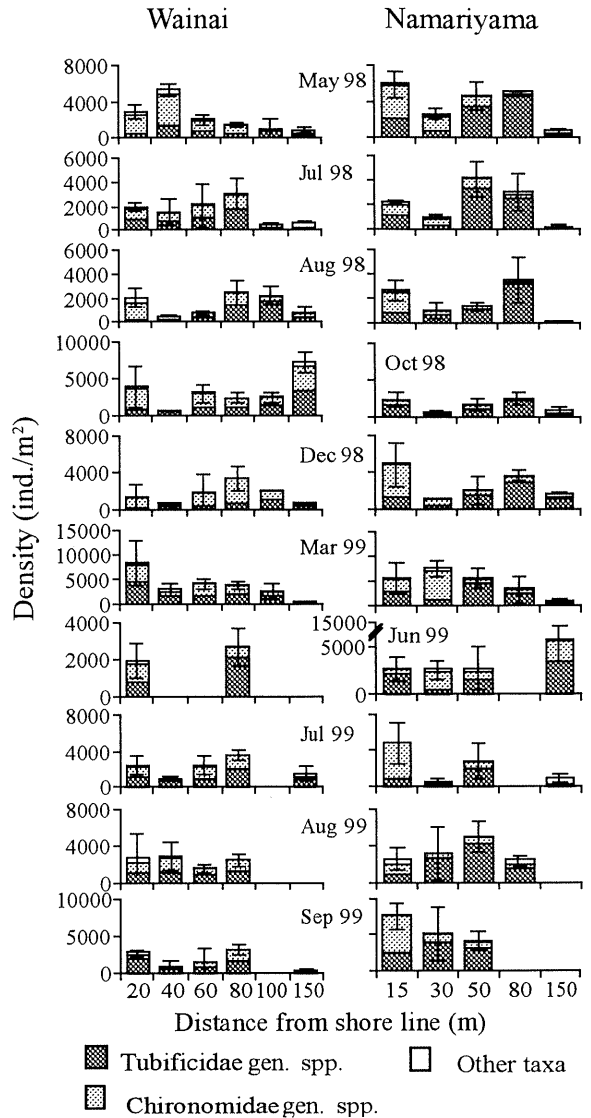 Wainai Namariyama
8000
4000
0
May 98
6000
4000
2000
0
Jul 98
6000
4000
2000
0
Aug 98
10000
5000
0
Oct 98
8000
4000
0
Dec 98
15000
10000
5000
0
Mar 99
4000
2000
0
15000
5000
0
Jun 99
8000
4000
0
Jul 99
8000
4000
0
Aug 99
10000
5000
0
Sep 99
Density (ind./m²)
20 40 60 80 100 150 15 30 50 80 150
Distance from shore line (m)
Tubificidae gen. spp. Other taxa
Chironomidae gen. spp.